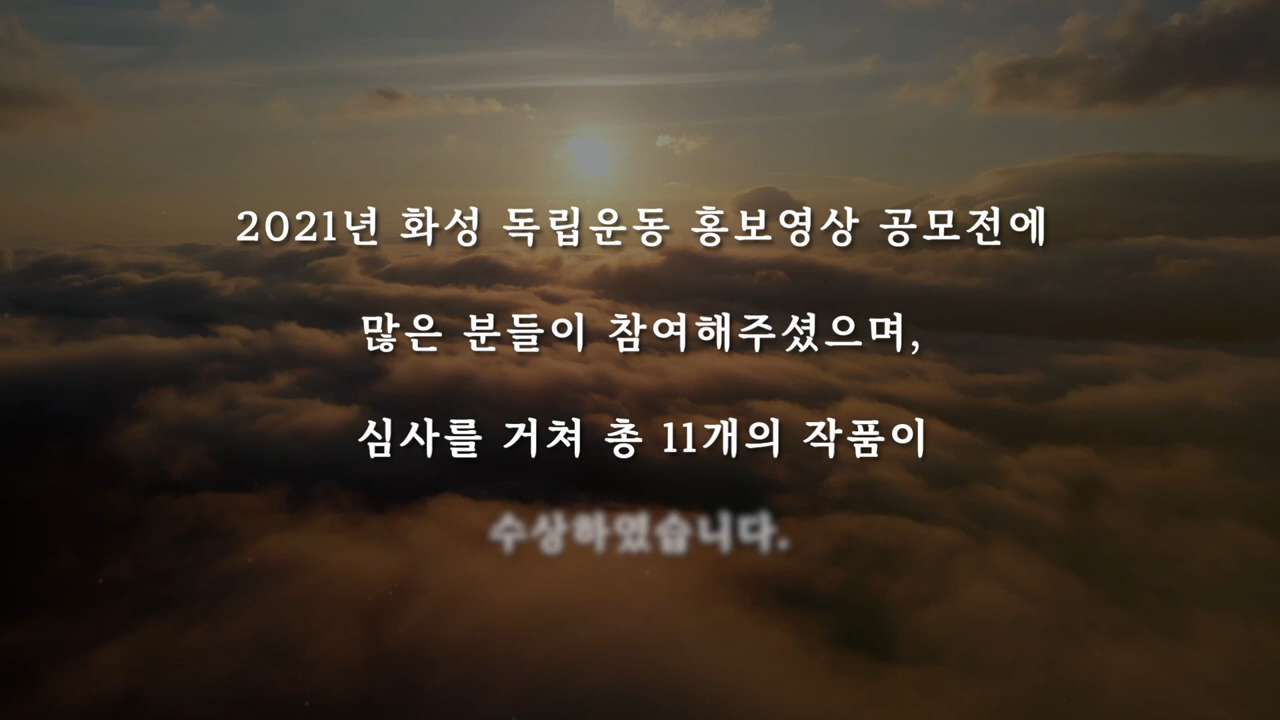 2021년 화성 독립운동 홍보영상 공모전에
많은 분들이 참여해주셨으며,
심사를 거쳐 총 11개의 작품이
수상하였습니다.